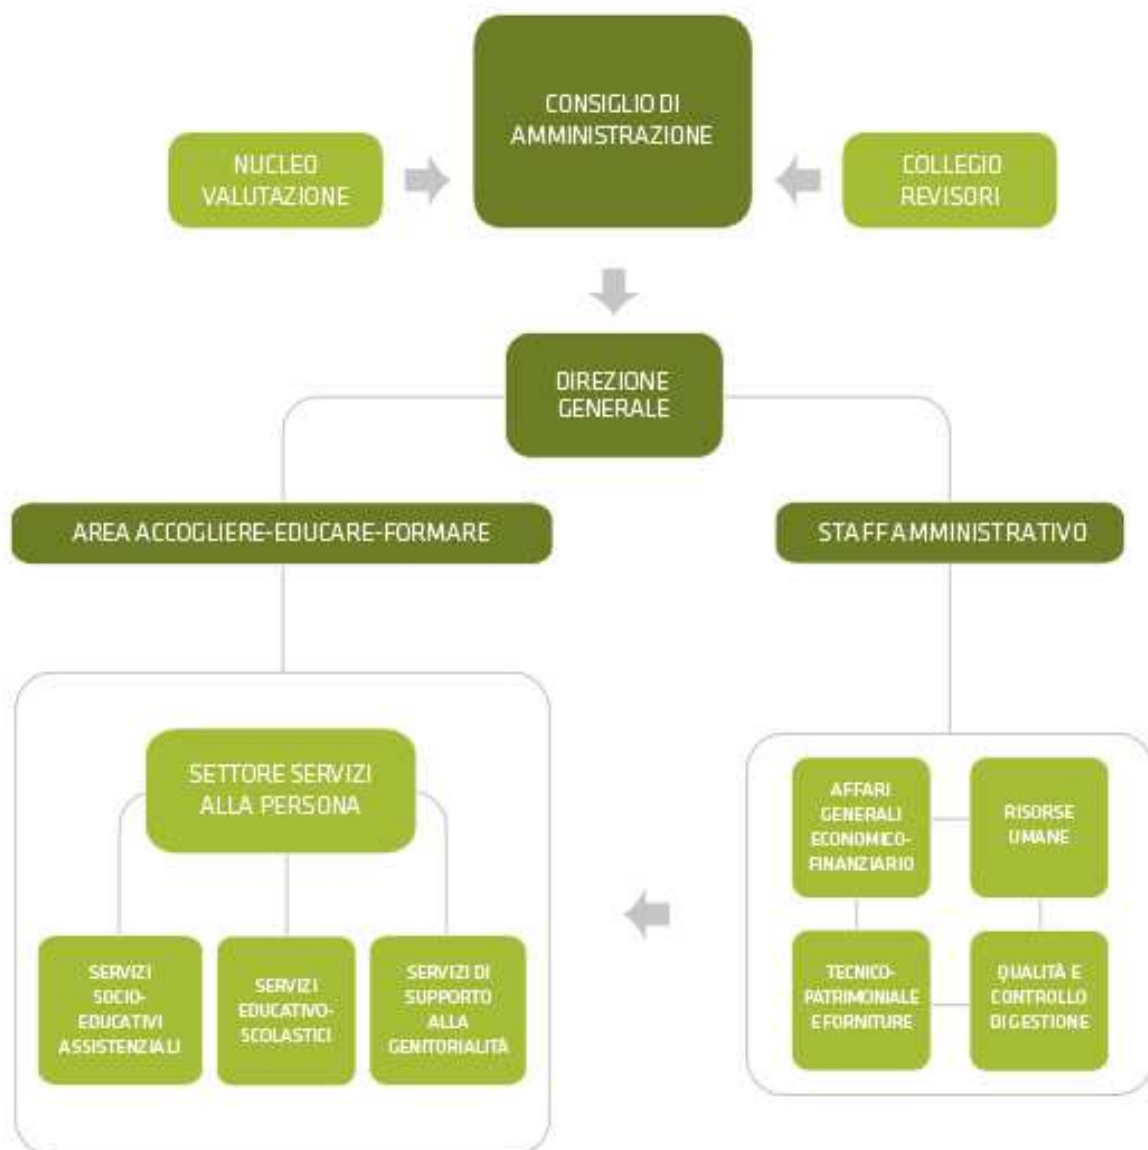 CONSIGLIO DI
AMMINISTRAZIONE
NUCLEO
VALUTAZIONE
COLLEGIO
REVISORI
DIREZIONE
GENERALE
AREA ACCOGLIERE-EDUCARE-FORMARE
STAFF AMMINISTRATIVO
SETTORE SERVIZI
ALLA PERSONA
SERVIZI
SOCIO-
EDUCATIVI
ASSISTENZIALI
SERVIZI
EDUCATIVO-
SCOLASTICI
SERVIZI DI
SUPPORTO
ALLA
GENITORIALITÀ
AFFARI
GENERALI
ECONOMICO-
FINANZIARIO
RISORSE
UMANE
TECNICO-
PATRIMONIALE
E FORNITURE
QUALITÀ E
CONTROLLO
DI GESTIONE